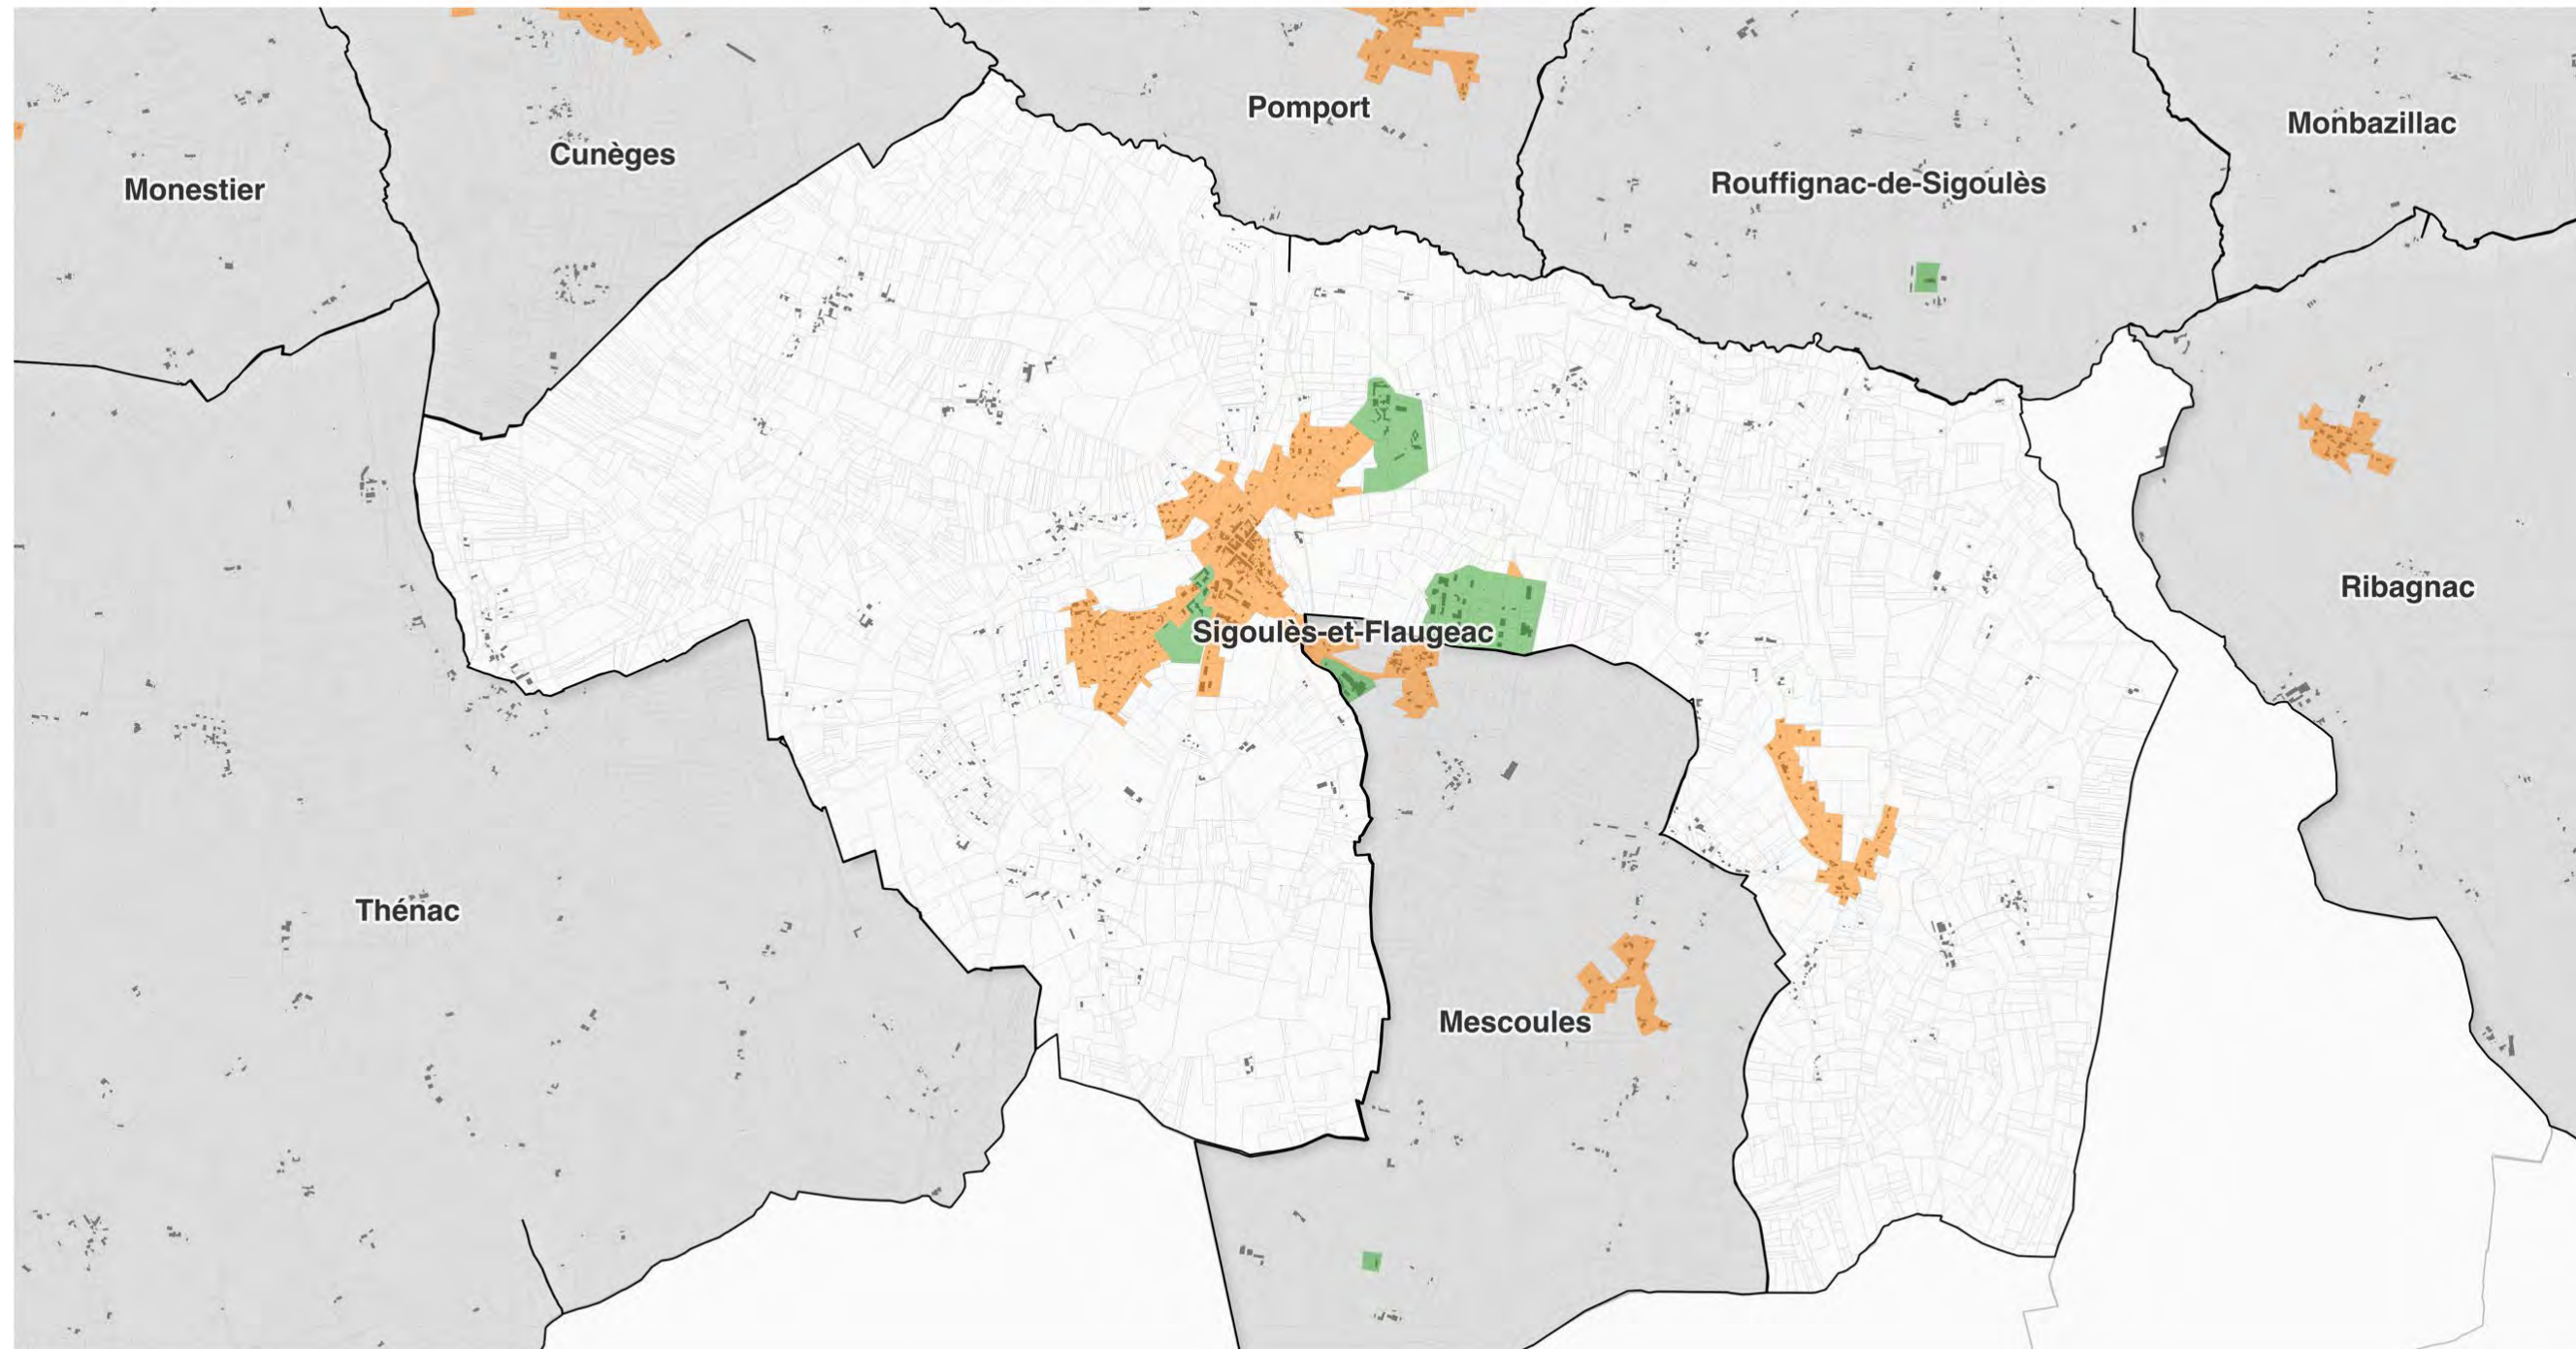 Pomport
Monbazillac
Cunèges
Rouffignac-de-Sigoulès
Monestier
Ribagnac
Sigoulès-et-Flaugeac
Thénac
Mescoules